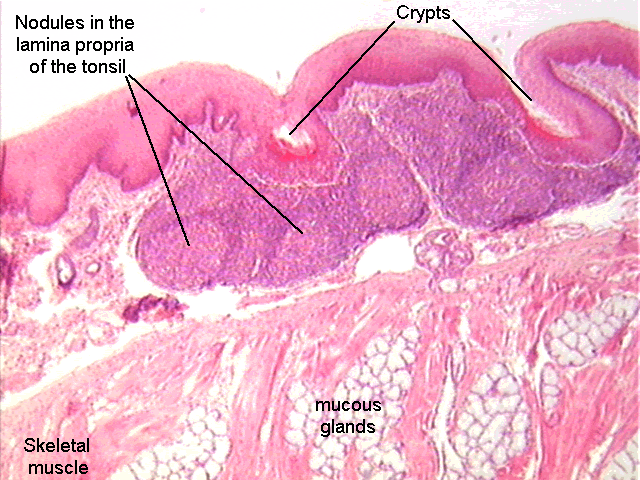 Nodules in the
lamina propria
of the tonsil
Crypts
mucous
glands
Skeletal
muscle